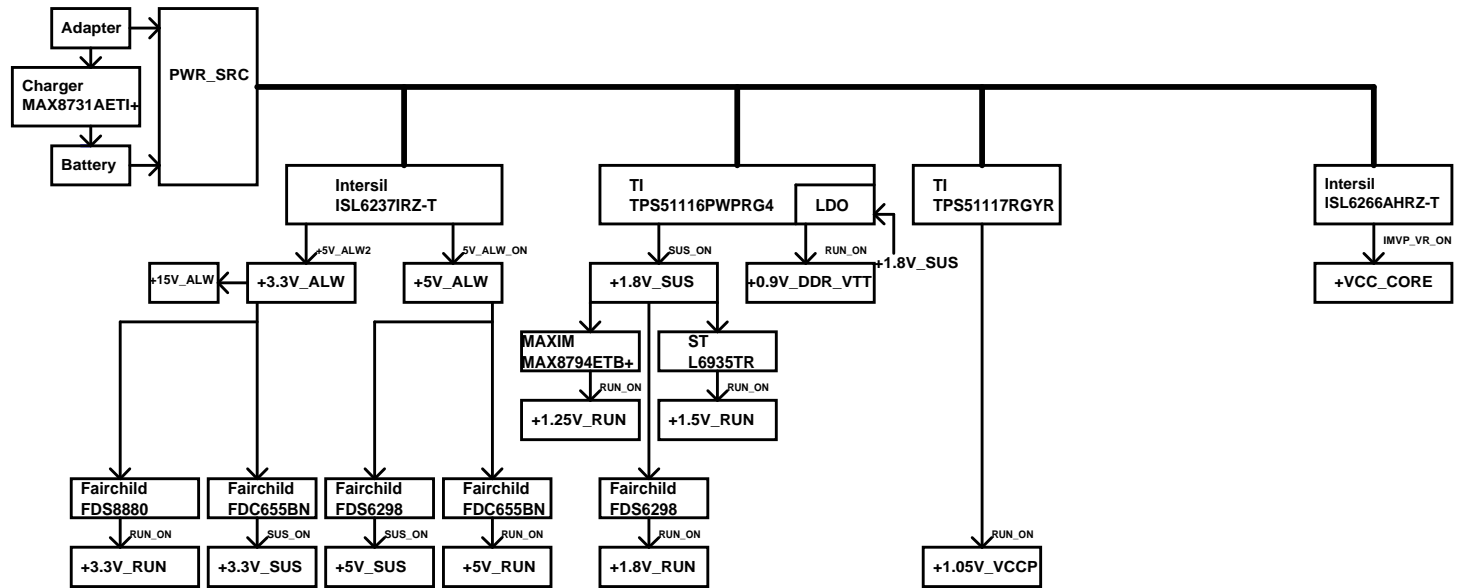 Adapter
PWR_SRC
Charger
MAX8731AETI+
Battery
Intersil
ISL6237IRZ-T
TI
TPS51116PWPRG4
LDO
TI
TPS51117RGYR
Intersil
ISL6266AHRZ-T
+5V_ALW2
5V_ALW_ON
SUS_ON
RUN_ON
+1.8V_SUS
IMVP_VR_ON
+15V_ALW
+3.3V_ALW
+5V_ALW
+1.8V_SUS
+0.9V_DDR_VTT
+VCC_CORE
MAXIM
MAX8794ETB+
ST
L6935TR
RUN_ON
RUN_ON
+1.25V_RUN
+1.5V_RUN
Fairchild
FDS8880
Fairchild
FDC655BN
Fairchild
FDS6298
Fairchild
FDC655BN
Fairchild
FDS6298
RUN_ON
SUS_ON
SUS_ON
RUN_ON
RUN_ON
RUN_ON
+3.3V_RUN
+3.3V_SUS
+5V_SUS
+5V_RUN
+1.8V_RUN
+1.05V_VCCP